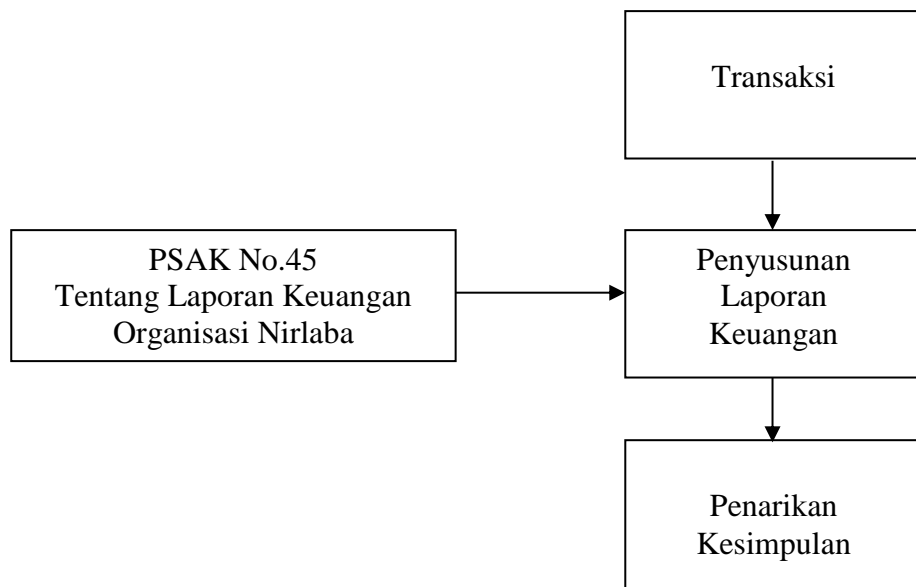 Transaksi
PSAK No.45
Tentang Laporan Keuangan
Organisasi Nirlaba
Penyusunan
Laporan
Keuangan
Penarikan
Kesimpulan